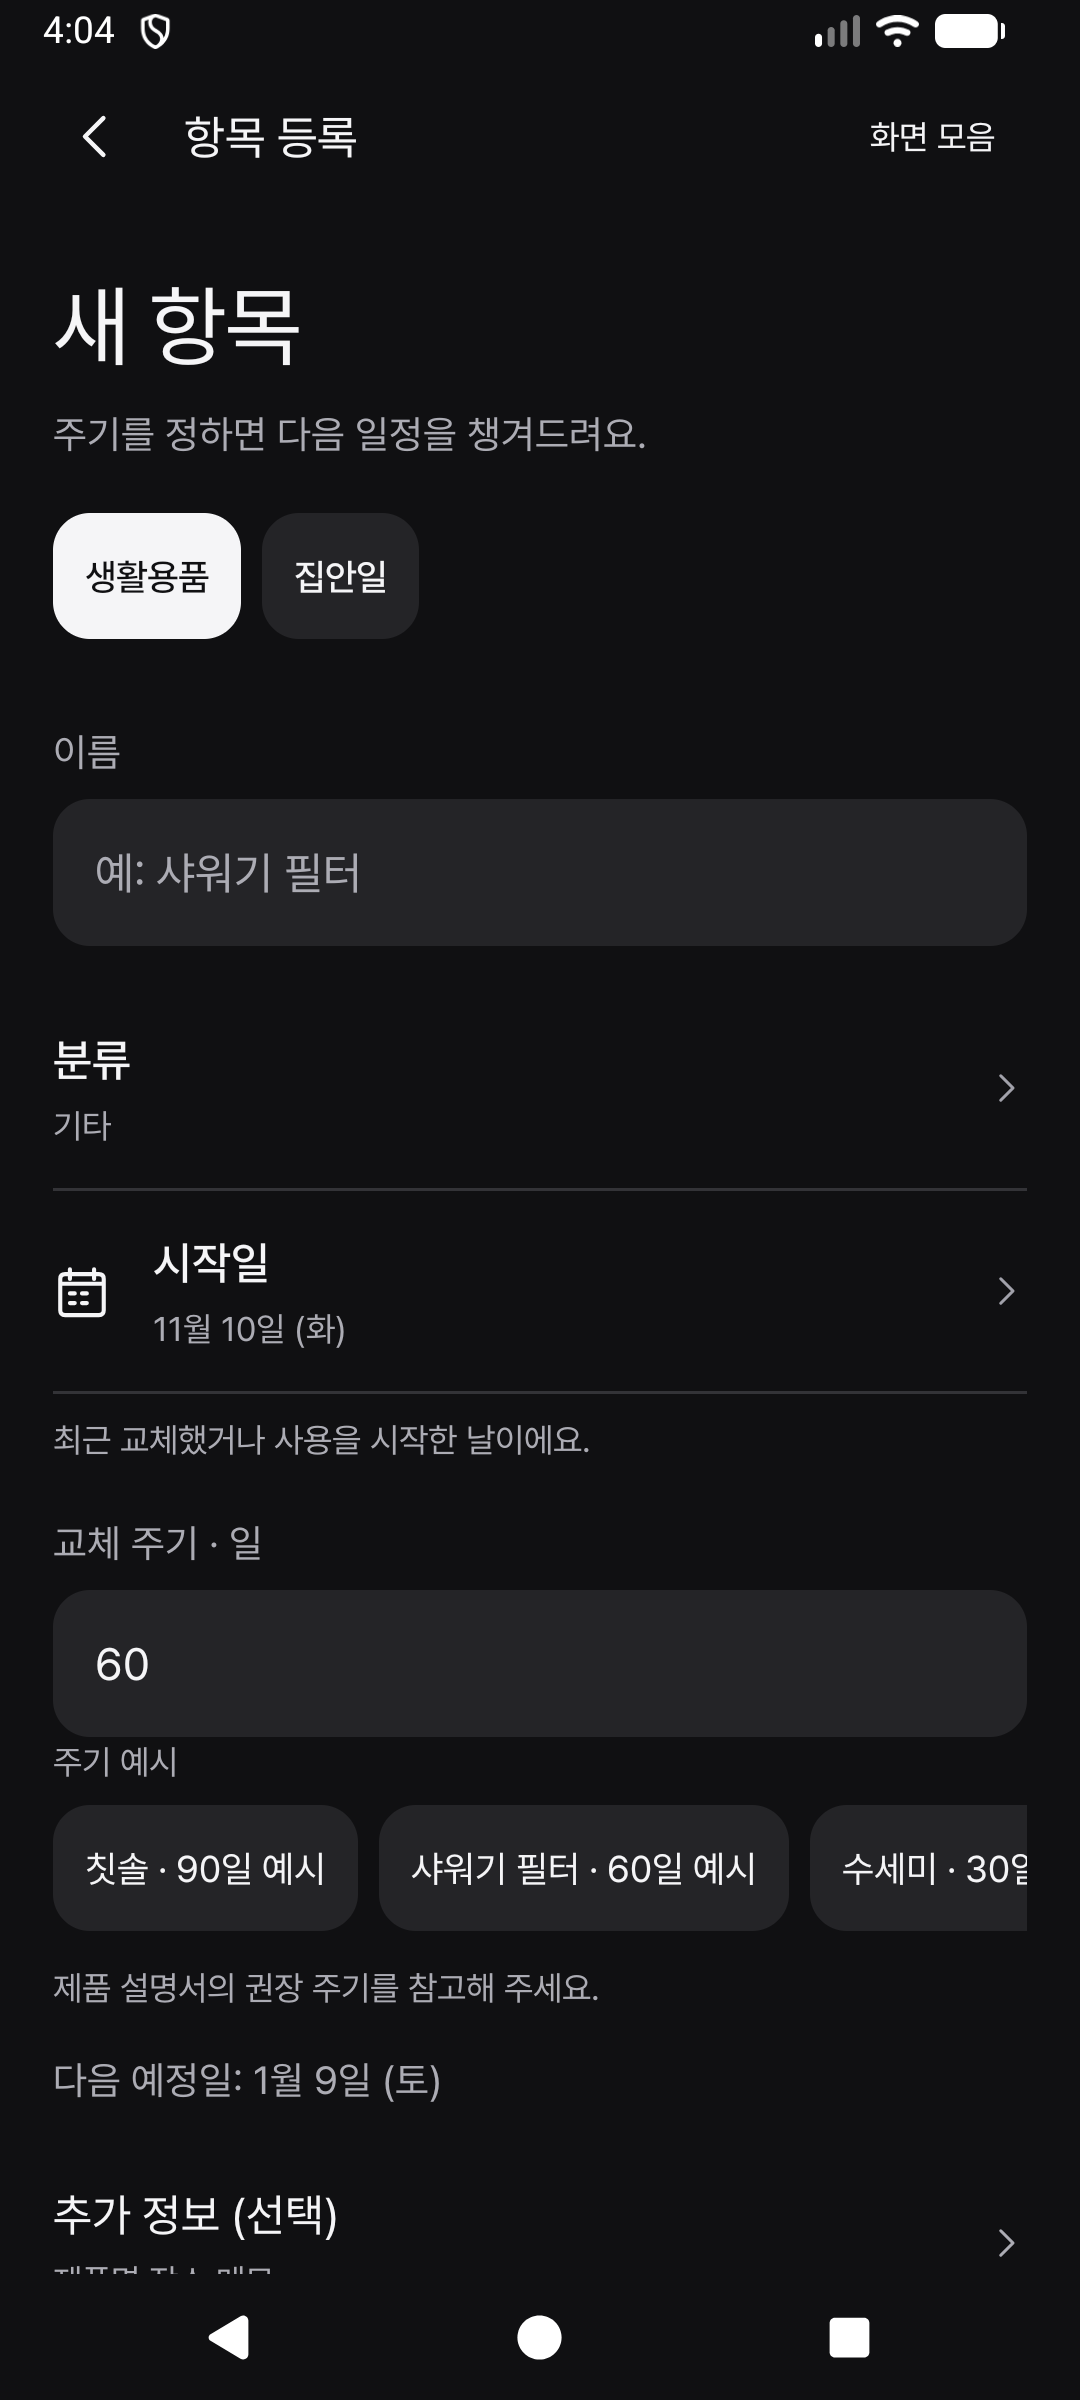 4:04
항목 등록
화면 모음
새 항목
주기를 정하면 다음 일정을 챙겨드려요.
생활용품 집안일
이름
예: 샤워기 필터
분류
기타
시작일
11월 10일 (화)
최근 교체했거나 사용을 시작한 날이에요.
교체 주기 · 일
60
주기 예시
칫솔 · 90일 예시 샤워기 필터 · 60일 예시 수세미 · 30일
제품 설명서의 권장 주기를 참고해 주세요.
다음 예정일: 1월 9일 (토)
추가 정보 (선택)